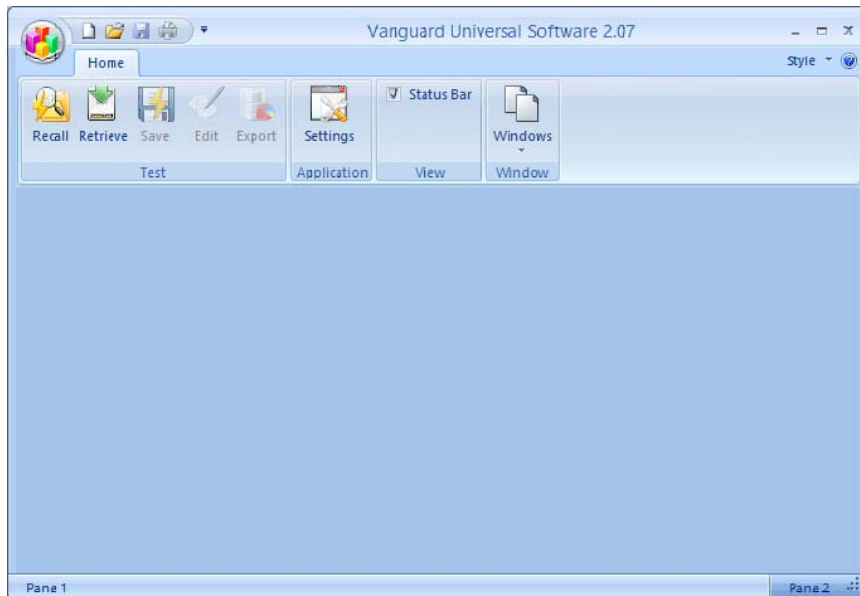 Vanguard Universal Software 2.07
Home
Style
Recall Retrieve Save Edit Export
Settings
Status Bar
Windows
Test
Application
View
Window
Pane 1
Pane 2